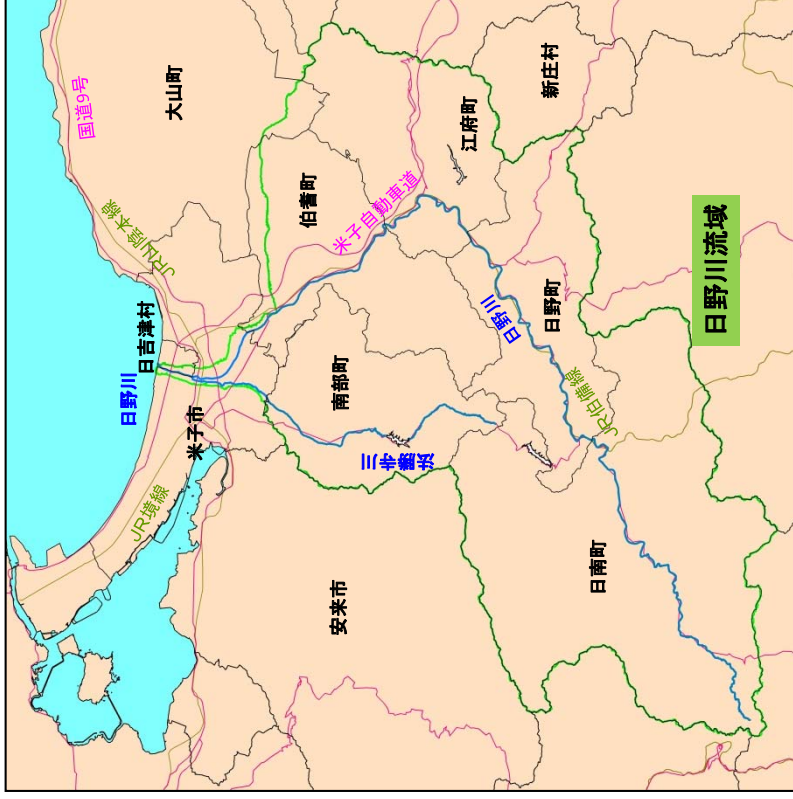 国道9号
大山町
新庄村
江府町
伯耆町
米子自動車道
JR山陰本線
日吉津村
日野川
米子市
JR境線
南部町
法勝寺川
日野川
日野町
JR伯備線
日野川流域
安来市
日南町